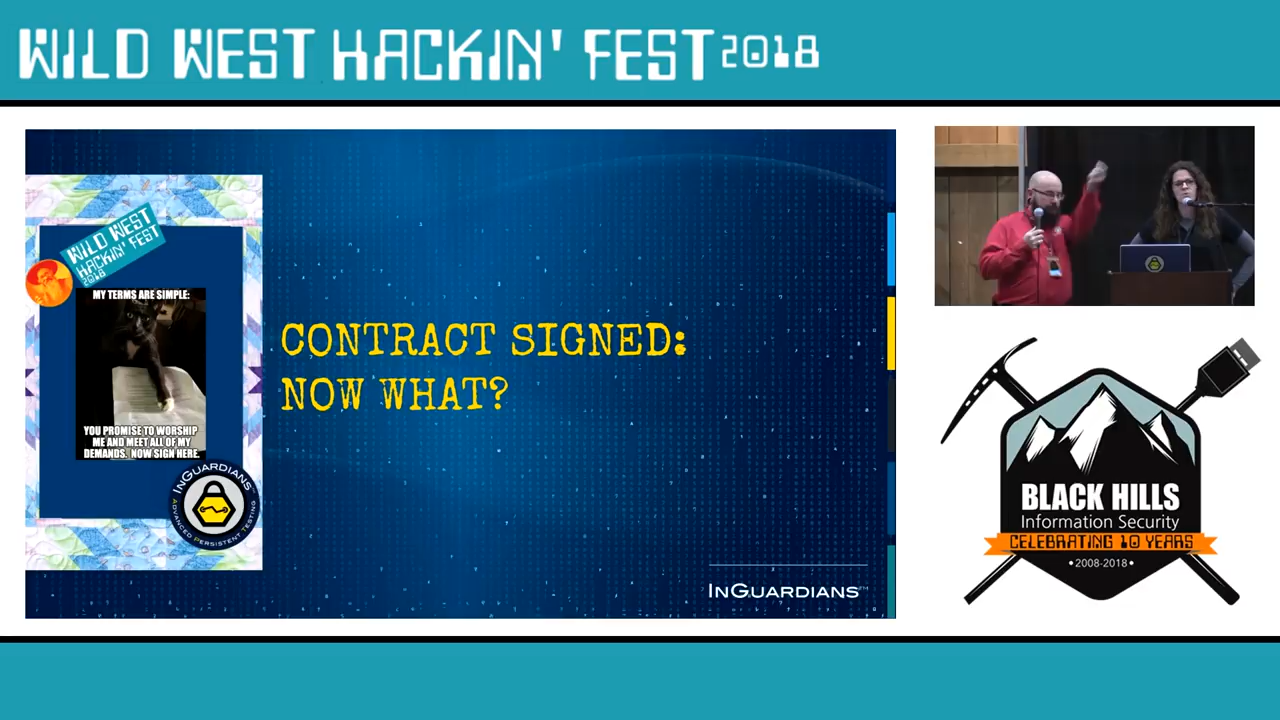 WILD WEST HACKIN' FEST 2018
WILD WEST
HACKIN' FEST
2018
MY TERMS ARE SIMPLE:
YOU PROMISE TO WORSHIP
ME AND MEET ALL OF MY
DEMANDS. NOW SIGN HERE.
INGUARDIANS
ADVANCED PERSISTENT TESTING
CONTRACT SIGNED:
NOW WHAT?
INGUARDIANS™
BLACK HILLS
Information Security
CELEBRATING 10 YEARS
•2008-2018•